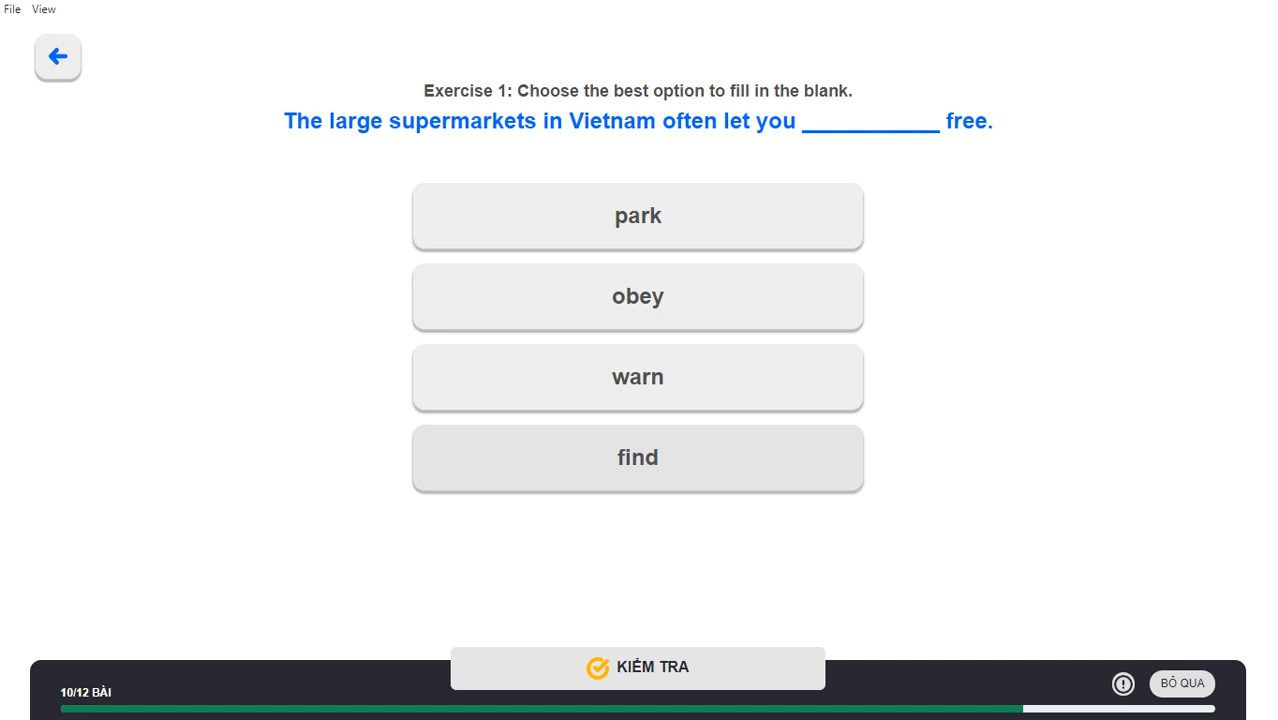 File View
Exercise 1: Choose the best option to fill in the blank.
The large supermarkets in Vietnam often let you ___________ free.
park
obey
warn
find
KIỂM TRA
10/12 BÀI
BỎ QUA